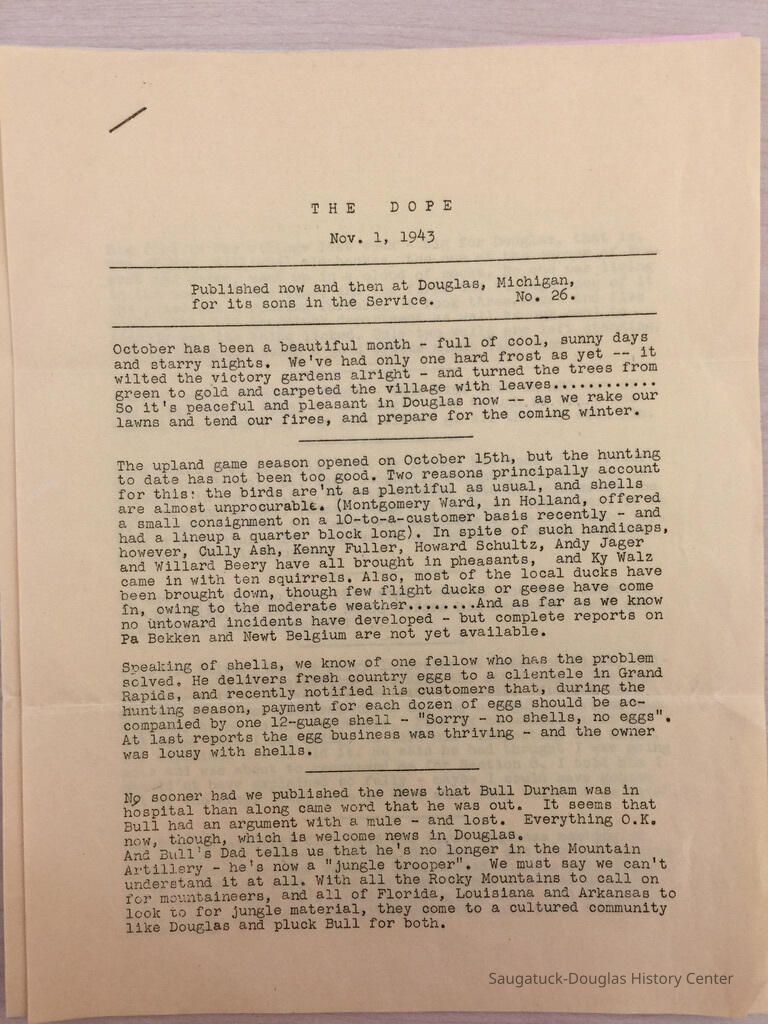 T H E   D O P E
Nov. 1, 1943
Published now and then at Douglas, Michigan,
for its sons in the Service. No. 26.
October has been a beautiful month - full of cool, sunny days
and starry nights. We've had only one hard frost as yet -- it
wilted the victory gardens alright - and turned the trees from
green to gold and carpeted the village with leaves............
So it's peaceful and pleasant in Douglas now -- as we rake our
lawns and tend our fires, and prepare for the coming winter.
The upland game season opened on October 15th, but the hunting
to date has not been too good. Two reasons principally account
for this: the birds are'nt as plentiful as usual, and shells
are almost unprocurable. (Montgomery Ward, in Holland, offered
a small consignment on a 10-to-a-customer basis recently - and
had a lineup a quarter block long). In spite of such handicaps,
however, Cully Ash, Kenny Fuller, Howard Schultz, Andy Jager
and Willard Beery have all brought in pheasants, and Ky Walz
came in with ten squirrels. Also, most of the local ducks have
been brought down, though few flight ducks or geese have come
in, owing to the moderate weather........And as far as we know
no untoward incidents have developed - but complete reports on
Pa Bekken and Newt Belgium are not yet available.
Speaking of shells, we know of one fellow who has the problem
solved. He delivers fresh country eggs to a clientele in Grand
Rapids, and recently notified his customers that, during the
hunting season, payment for each dozen of eggs should be ac-
companied by one 12-guage shell - "Sorry - no shells, no eggs".
At last reports the egg business was thriving - and the owner
was lousy with shells.
No sooner had we published the news that Bull Durham was in
hospital than along came word that he was out. It seems that
Bull had an argument with a mule - and lost. Everything O.K.
now, though, which is welcome news in Douglas.
And Bull's Dad tells us that he's no longer in the Mountain
Artillery - he's now a "jungle trooper". We must say we can't
understand it at all. With all the Rocky Mountains to call on
for mountaineers, and all of Florida, Louisiana and Arkansas to
look to for jungle material, they come to a cultured community
like Douglas and pluck Bull for both.
Saugatuck-Douglas History Center